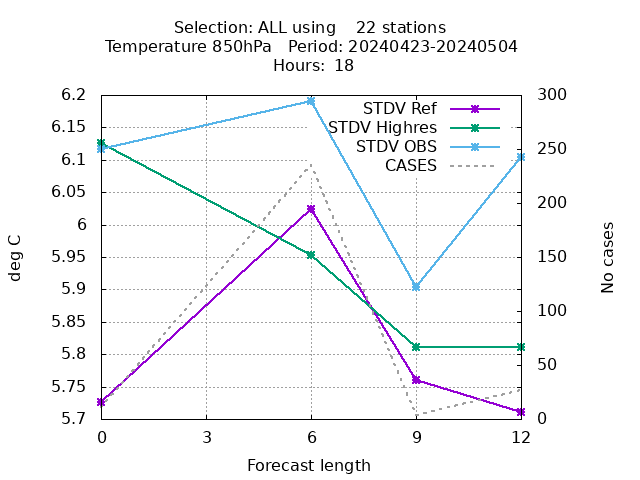 Selection: ALL using    22 stations
Temperature 850hPa   Period: 20240423-20240504
Hours:  18
6.2
6.15
6.1
6.05
6
5.95
5.9
5.85
5.8
5.75
5.7
deg C
STDV Ref
STDV Highres
STDV OBS
CASES
300
250
200
150
100
50
0
No cases
0 3 6 9 12
Forecast length